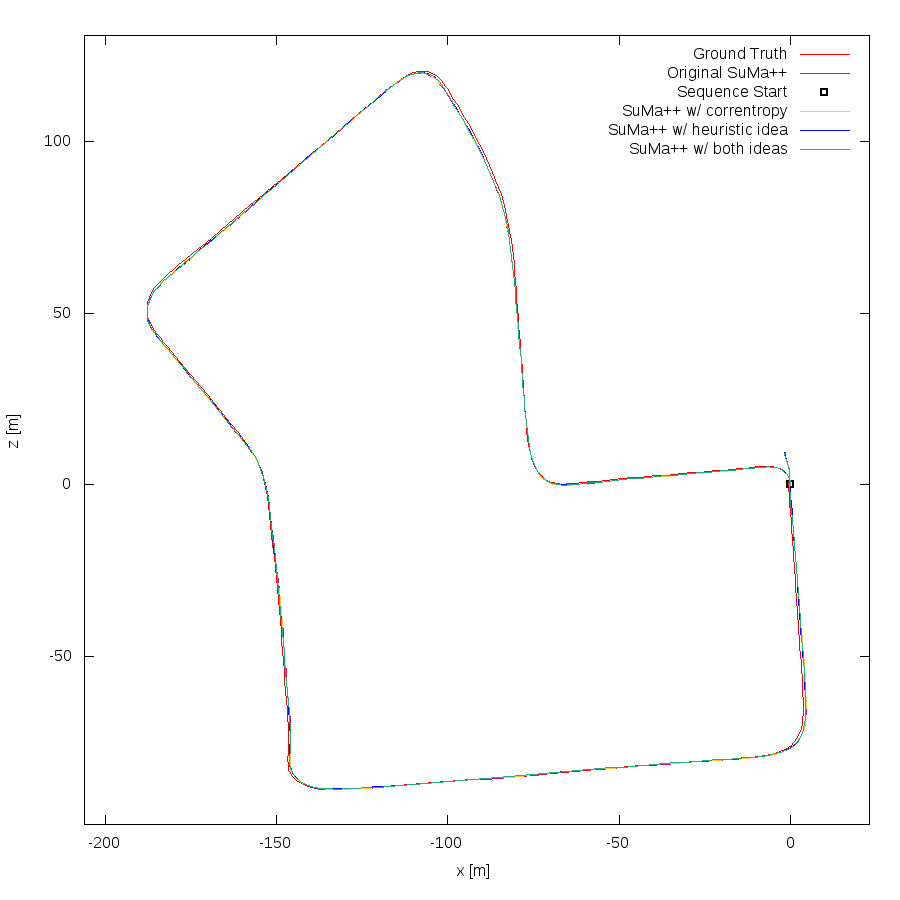 Ground Truth
Original SuMa++
Sequence Start
SuMa++ w/ correntropy
SuMa++ w/ heuristic idea
SuMa++ w/ both ideas
100
50
0
-50
z [m]
-200 -150 -100 -50 0
x [m]